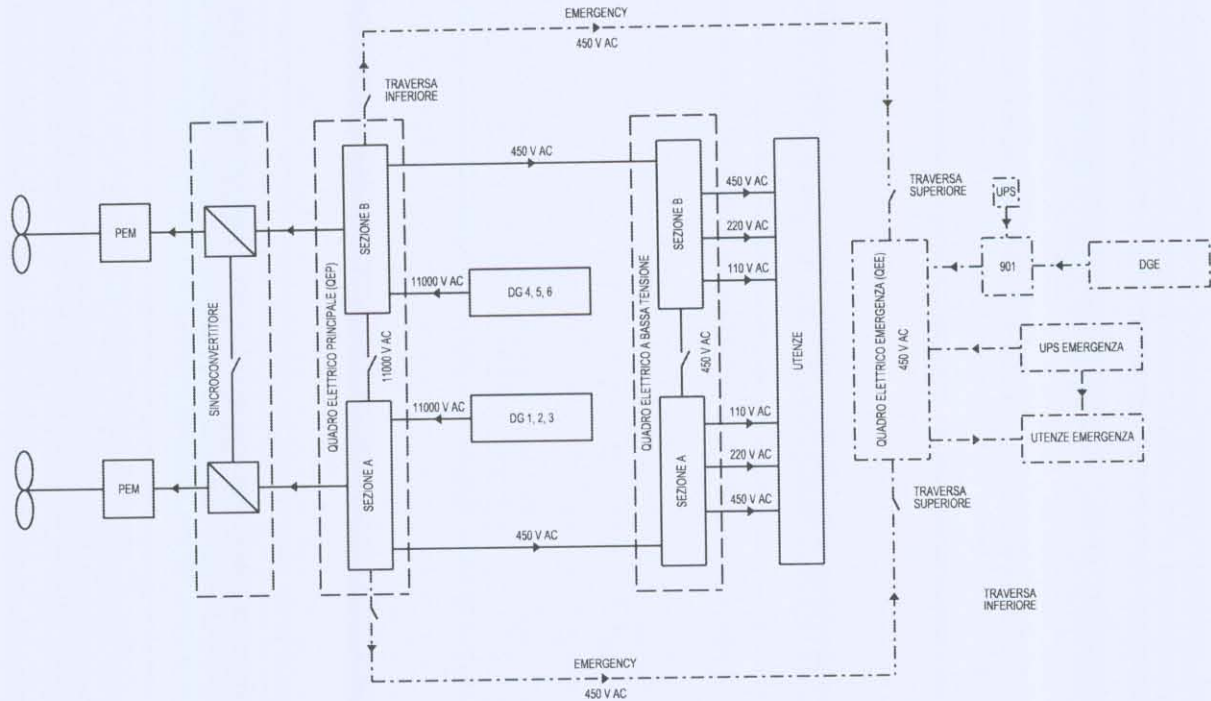 EMERGENCY
450 V AC
TRAVERSA
INFERIORE
450 V AC
TRAVERSA
SUPERIORE
UPS
PEM
SINCROCONVERTITORE
QUADRO ELETTRICO PRINCIPALE (QEP)
SEZIONE B
11000 V AC
DG 4, 5, 6
11000 V AC
QUADRO ELETTRICO A BASSA TENSIONE
SEZIONE B
450 V AC
220 V AC
110 V AC
450 V AC
UTENZE
QUADRO ELETTRICO EMERGENZA (QEE)
450 V AC
901
DGE
UPS EMERGENZA
UTENZE EMERGENZA
PEM
SEZIONE A
11000 V AC
DG 1, 2, 3
SEZIONE A
110 V AC
220 V AC
450 V AC
450 V AC
TRAVERSA
SUPERIORE
TRAVERSA
INFERIORE
EMERGENCY
450 V AC